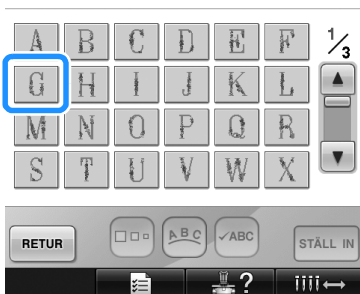 A B C D E F 1/3
G H I J K L
M N O P Q R
S T U V W X
RETUR ABC ✓ABC STÄLL IN
?